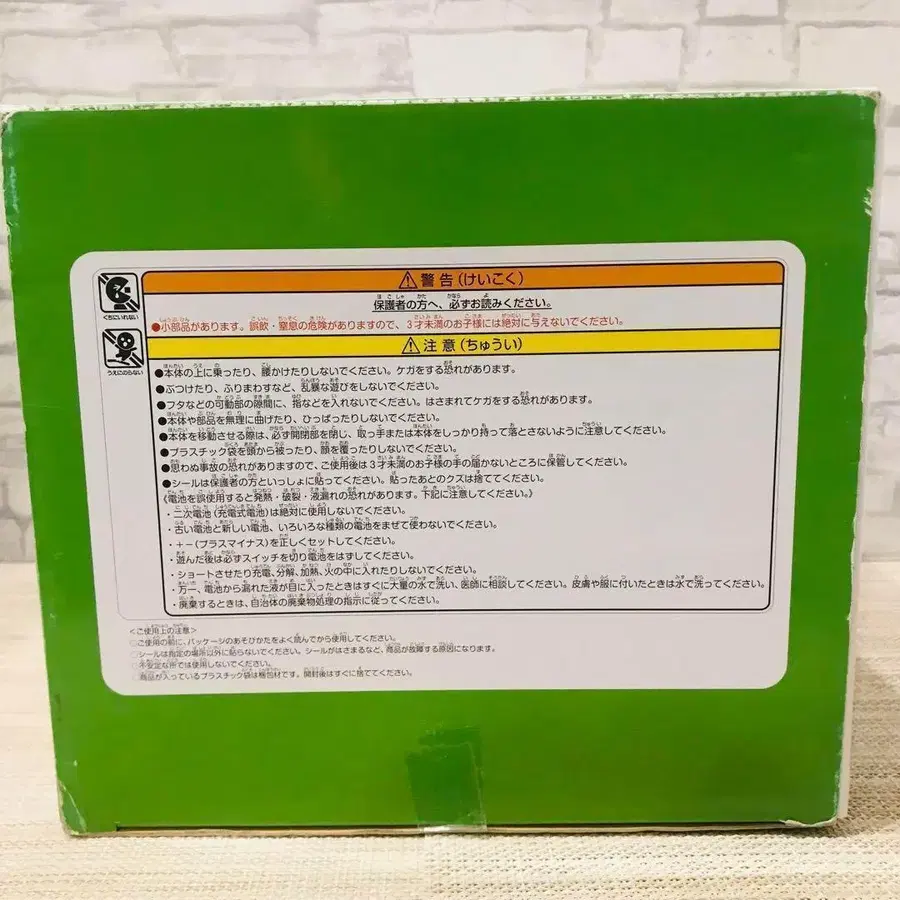 くちにいれない
うえにのらない
⚠警告(けいこく)
保護者の方へ、必ずお読みください。
●小部品があります。誤飲・窒息の危険がありますので、3才未満のお子様には絶対に与えないでください。
⚠注意(ちゅうい)
●本体の上に乗ったり、腰かけたりしないでください。ケガをする恐れがあります。
●ぶつけたり、ふりまわすなど、乱暴な遊びをしないでください。
●フタなどの可動部の隙間に、指などを入れないでください。はさまれてケガをする恐れがあります。
●本体や部品を無理に曲げたり、ひっぱったりしないでください。
●本体を移動させる際は、必ず開閉部を閉じ、取っ手または本体をしっかり持って落とさないように注意してください。
●プラスチック袋を頭から被ったり、顔を覆ったりしないでください。
●思わぬ事故の恐れがありますので、ご使用後は3才未満のお子様の手の届かないところに保管してください。
●シールは保護者の方といっしょに貼ってください。貼ったあとのクズは捨ててください。
《電池を誤使用すると発熱・破裂・液漏れの恐れがあります。下記に注意してください。》
・二次電池(充電式電池)は絶対に使用しないでください。
・古い電池と新しい電池、いろいろな種類の電池をまぜて使わないでください。
・+-(プラスマイナス)を正しくセットしてください。
・遊んだ後は必ずスイッチを切り電池をはずしてください。
・ショートさせたり充電、分解、加熱、火の中に入れたりしないでください。
・万一、電池から漏れた液が目に入ったときはすぐに大量の水で洗い、医師に相談してください。皮膚や服に付いたときは水で洗ってください。
・廃棄するときは、自治体の廃棄物処理の指示に従ってください。
<ご使用上の注意>
○ご使用の前に、パッケージのあそびかたをよく読んでから使用してください。
○シールは指定の場所以外に貼らないでください。シールがはさまるなど、商品が故障する原因になります。
○不安定な所では使用しないでください。
○商品が入っているプラスチック袋は梱包材です。開封後はすぐに捨ててください。